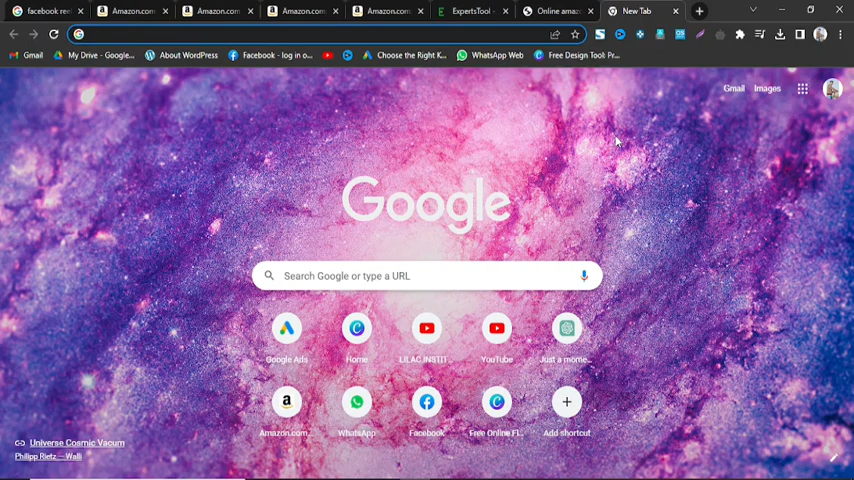 facebook ree
Amazon.com
Amazon.com
Amazon.com
Amazon.com
ExpertsTool
Online amaz
New Tab
Gmail
My Drive - Google...
About WordPress
Facebook - log in o...
Choose the Right K...
WhatsApp Web
Free Design Tool: Pr...
Gmail Images
Google
Search Google or type a URL
Google Ads
Home
LILAC INSTIT...
YouTube
Just a mome...
Amazon.com...
WhatsApp
Facebook
Free Online Fl...
Add shortcut
Universe Cosmic Vacum
Philipp Rietz — Walli